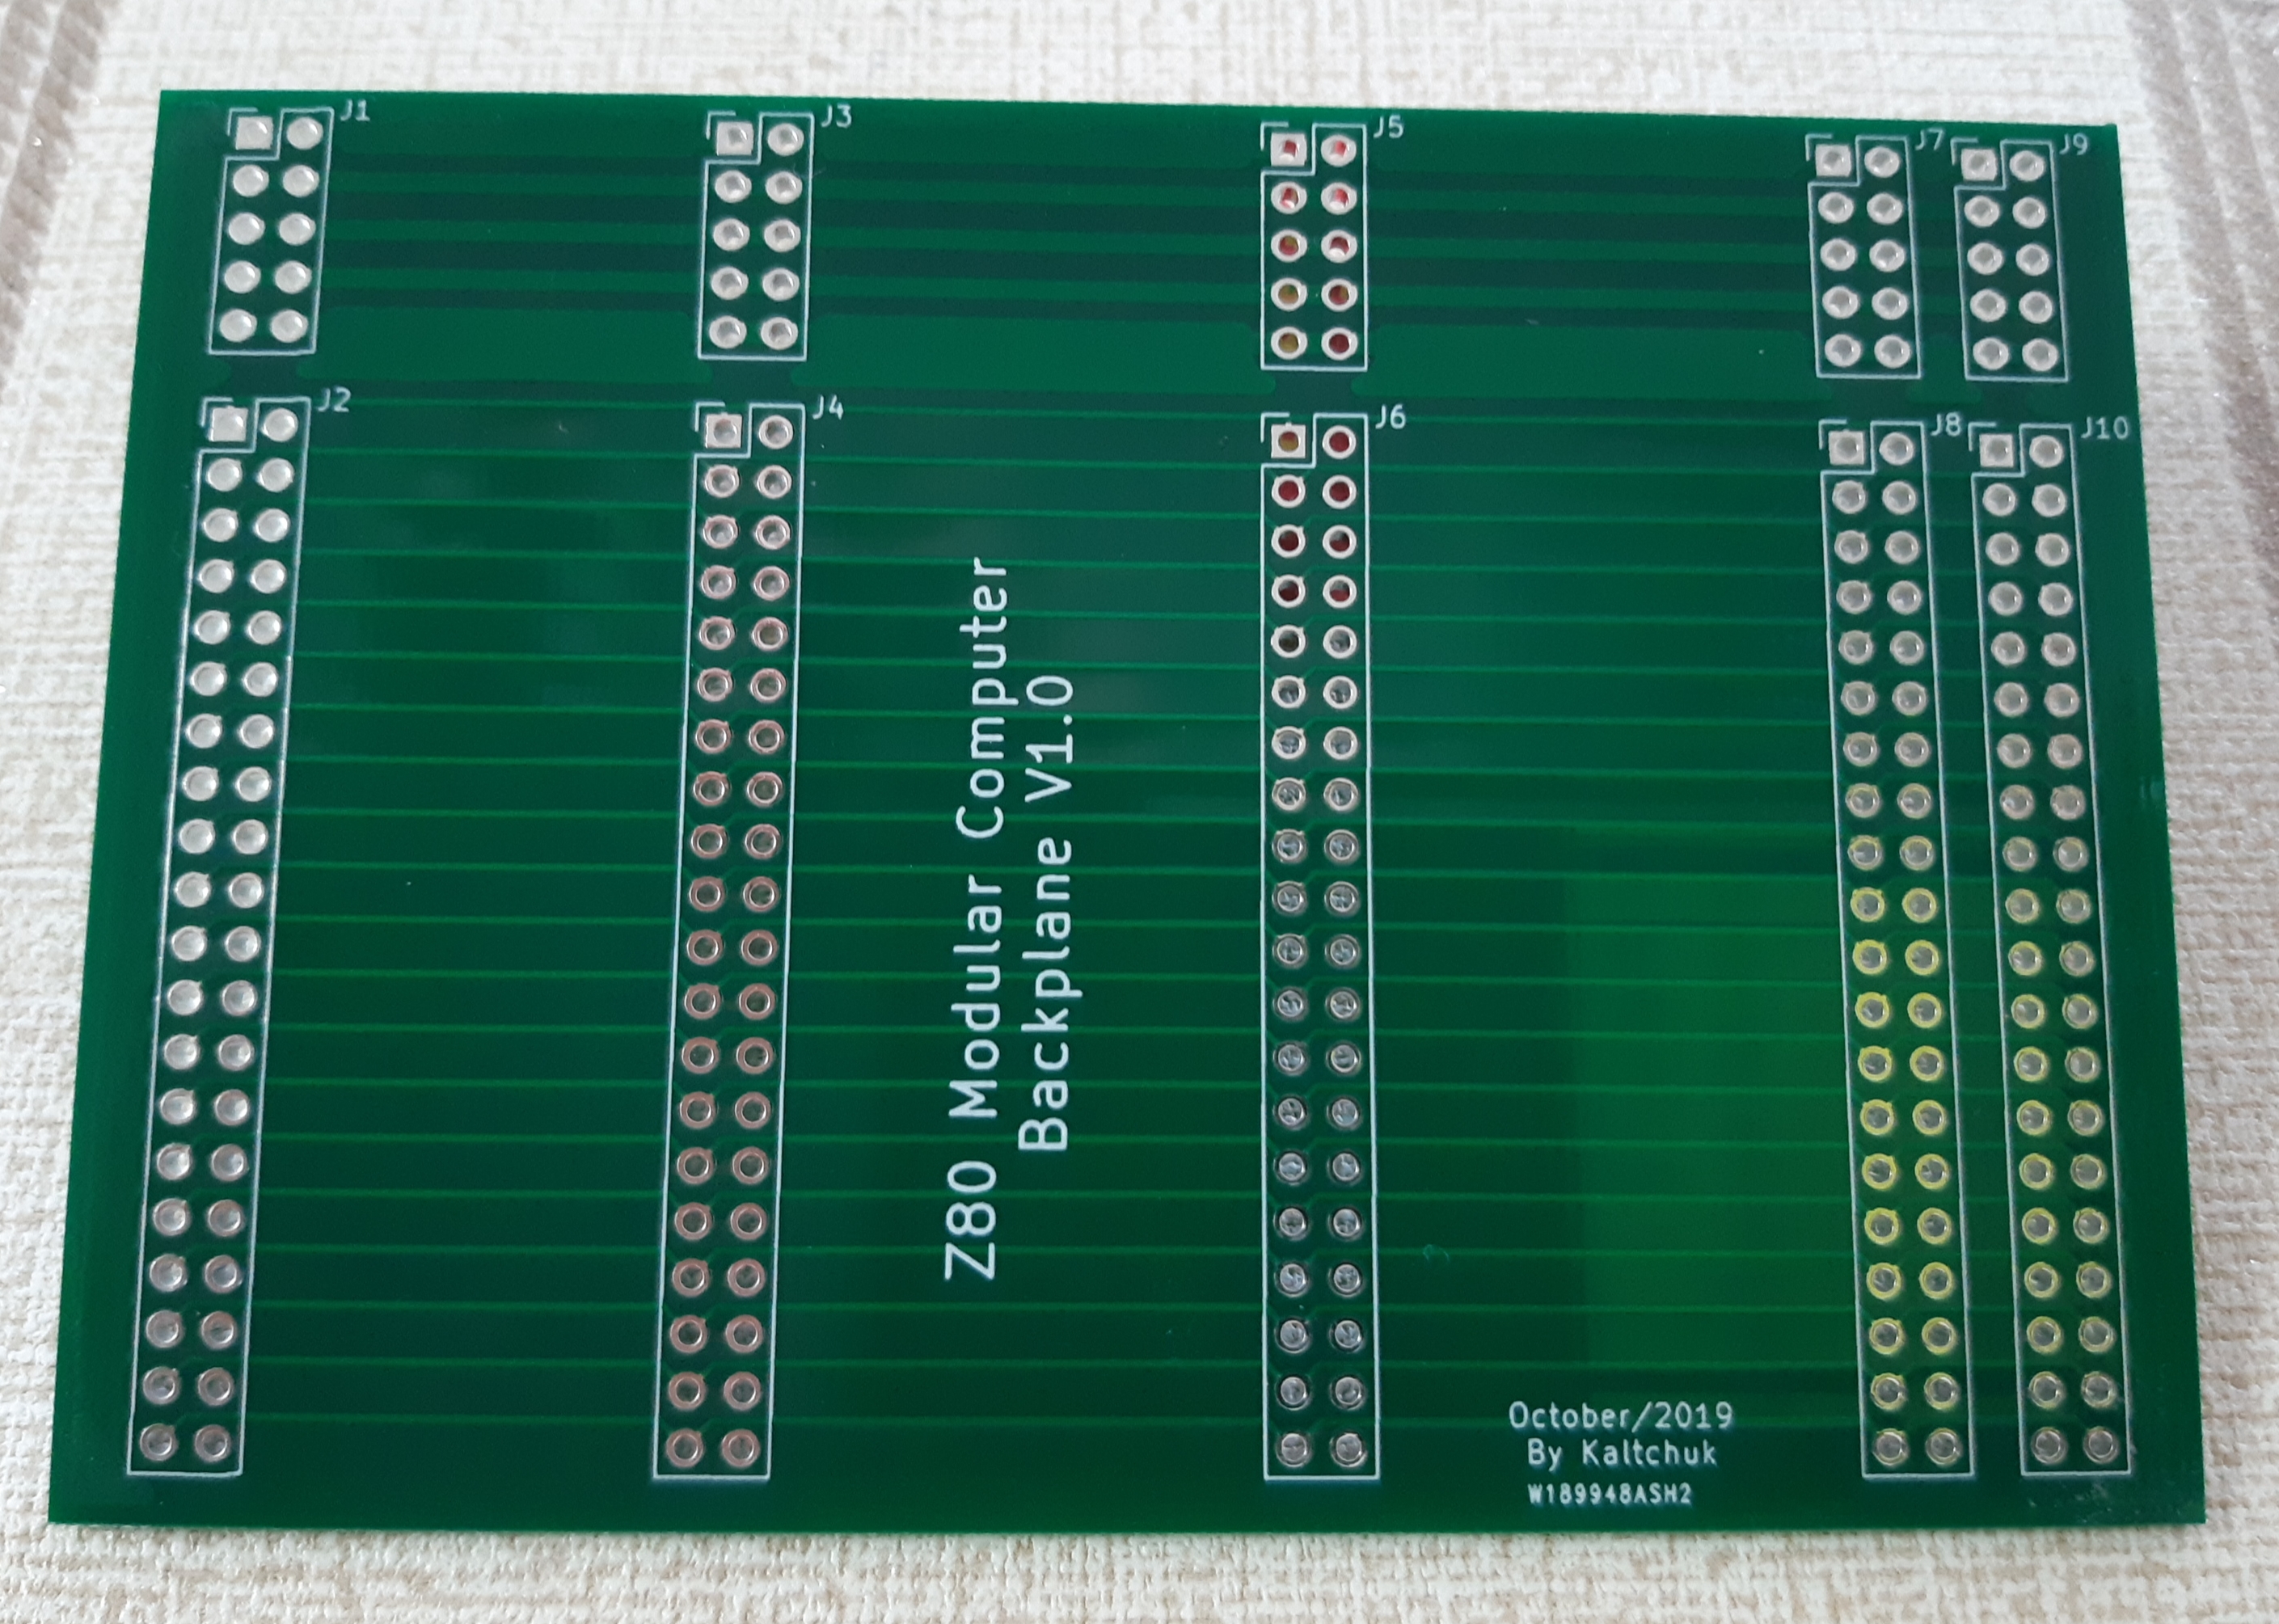 J1
J3
J5
J7
J9
J2
J4
J6
J8
J10
Z80 Modular Computer
Backplane V1.0
October/2019
By Kaltchuk
W189948ASH2